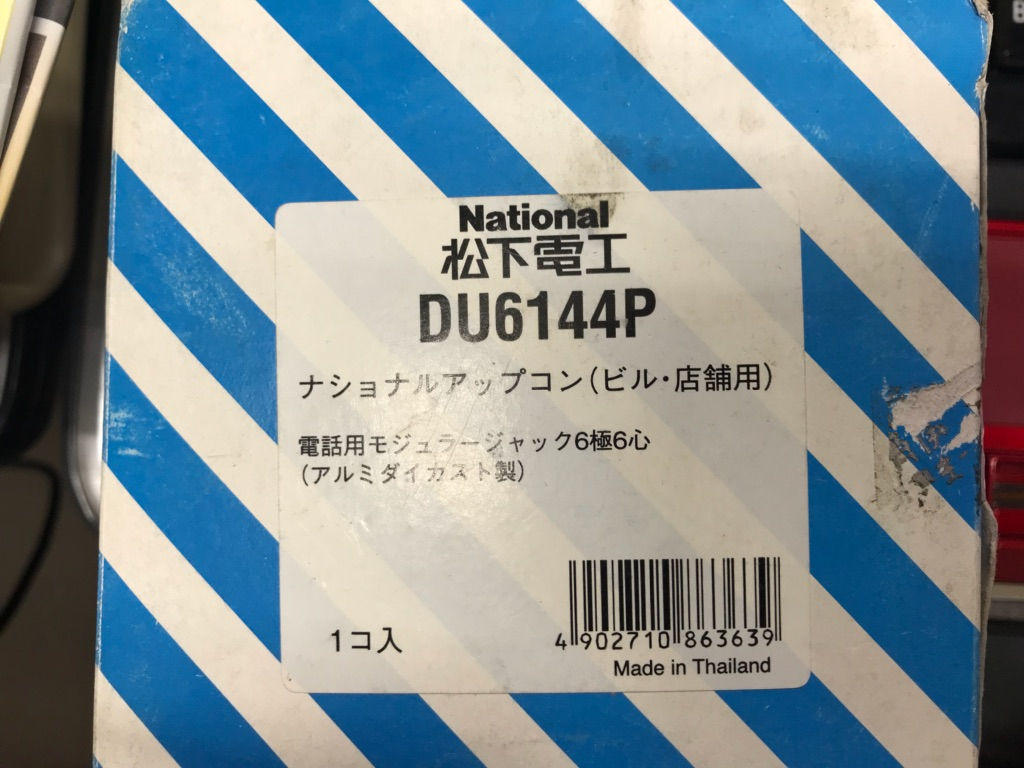 National
松下電工
DU6144P
ナショナルアップコン(ビル・店舗用)
電話用モジュラージャック6極6心
(アルミダイカスト製)
1コ入
4 902710 863639
Made in Thailand